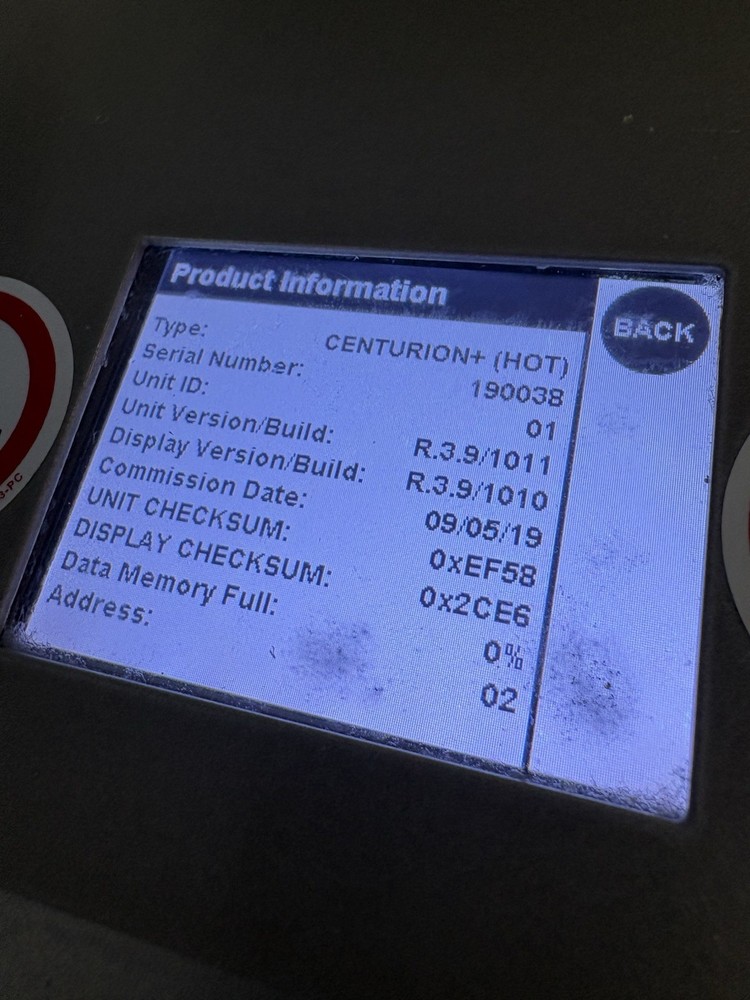 Product Information
BACK
Type: CENTURION+ (HOT)
Serial Number: 190038
Unit ID: 01
Unit Version/Build: R.3.9/1011
Display Version/Build: R.3.9/1010
Commission Date: 09/05/19
UNIT CHECKSUM: 0xEF58
DISPLAY CHECKSUM: 0x2CE6
Data Memory Full: 0%
Address: 02